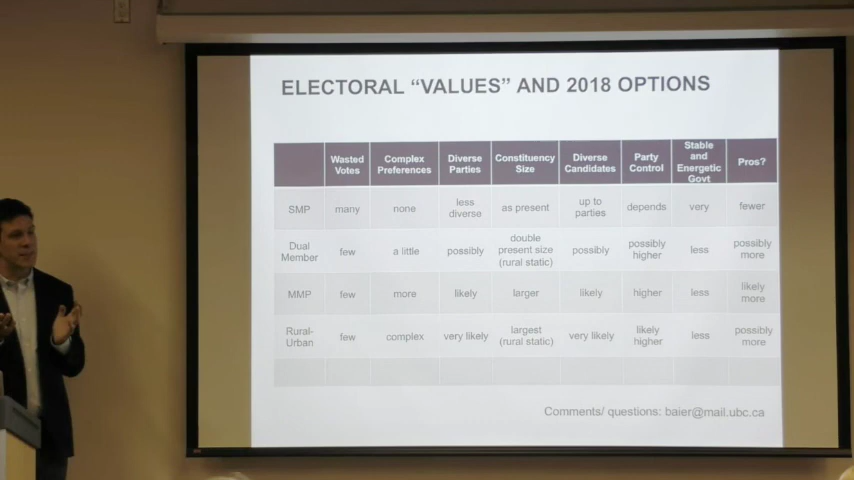 ELECTORAL “VALUES” AND 2018 OPTIONS
Wasted Votes Complex Preferences Diverse Parties Constituency Size Diverse Candidates Party Control Stable and Energetic Govt Pros?
SMP many none less diverse as present up to parties depends very fewer
Dual Member few a little possibly double present size (rural static) possibly possibly higher less possibly more
MMP few more likely larger likely higher less likely more
Rural-Urban few complex very likely largest (rural static) very likely likely higher less possibly more
Comments/ questions: baier@mail.ubc.ca